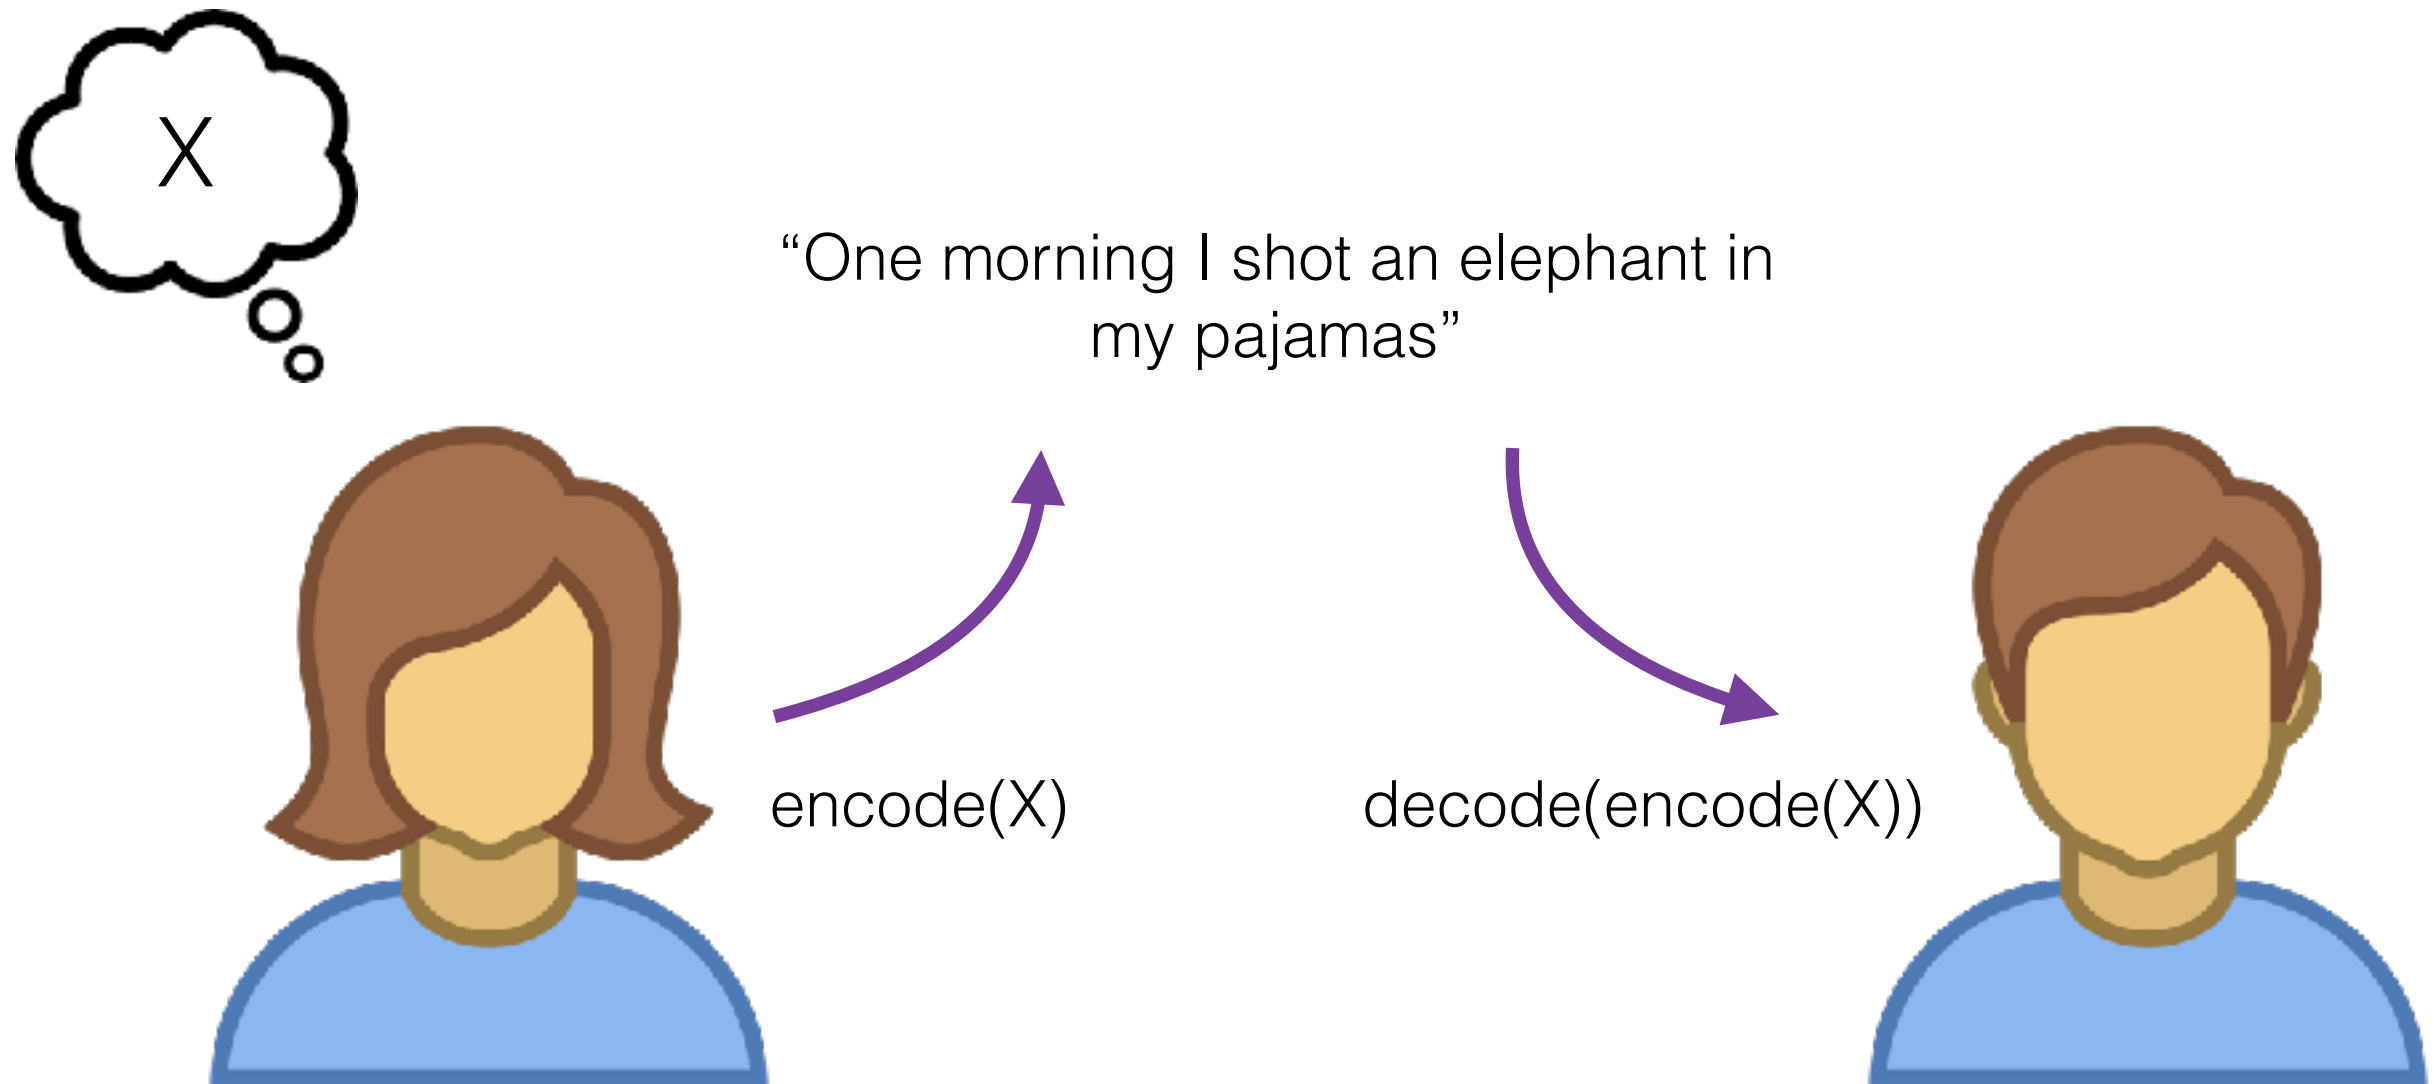 X
“One morning I shot an elephant in
my pajamas”
encode(X)
decode(encode(X))